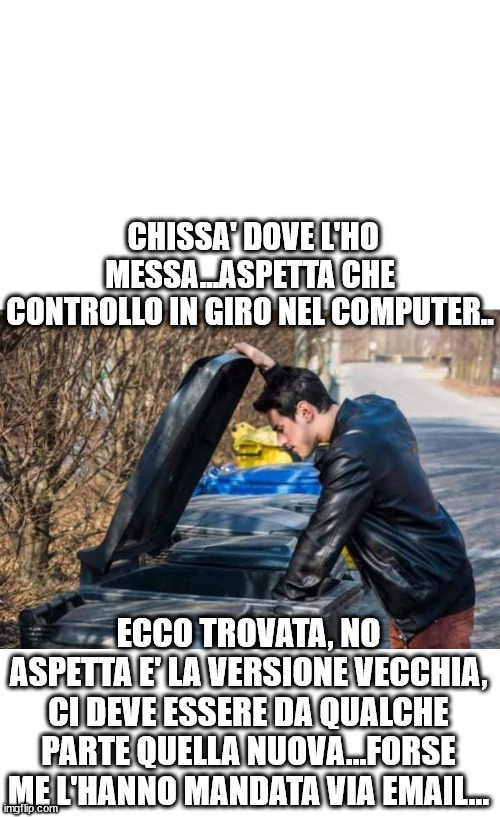 CHISSA' DOVE L'HO
MESSA...ASPETTA CHE
CONTROLLO IN GIRO NEL COMPUTER..
ECCO TROVATA, NO
ASPETTA E' LA VERSIONE VECCHIA,
CI DEVE ESSERE DA QUALCHE
PARTE QUELLA NUOVA...FORSE
ME L'HANNO MANDATA VIA EMAIL...
imgflip.com